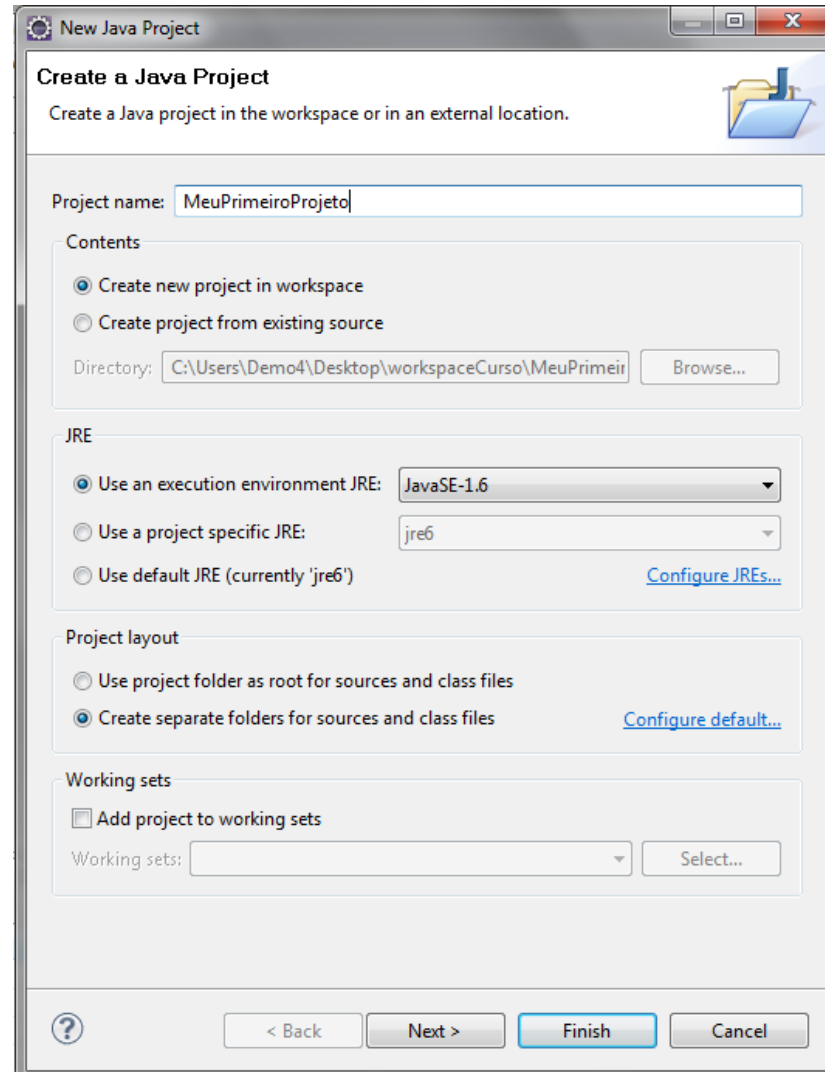 New Java Project
Create a Java Project
Create a Java project in the workspace or in an external location.
Project name: MeuPrimeiroProjeto
Contents
Create new project in workspace
Create project from existing source
Directory: C:\Users\Demo4\Desktop\workspaceCurso\MeuPrimeir Browse...
JRE
Use an execution environment JRE: JavaSE-1.6
Use a project specific JRE: jre6
Use default JRE (currently 'jre6') Configure JREs...
Project layout
Use project folder as root for sources and class files
Create separate folders for sources and class files Configure default...
Working sets
Add project to working sets
Working sets: Select...
? < Back Next > Finish Cancel